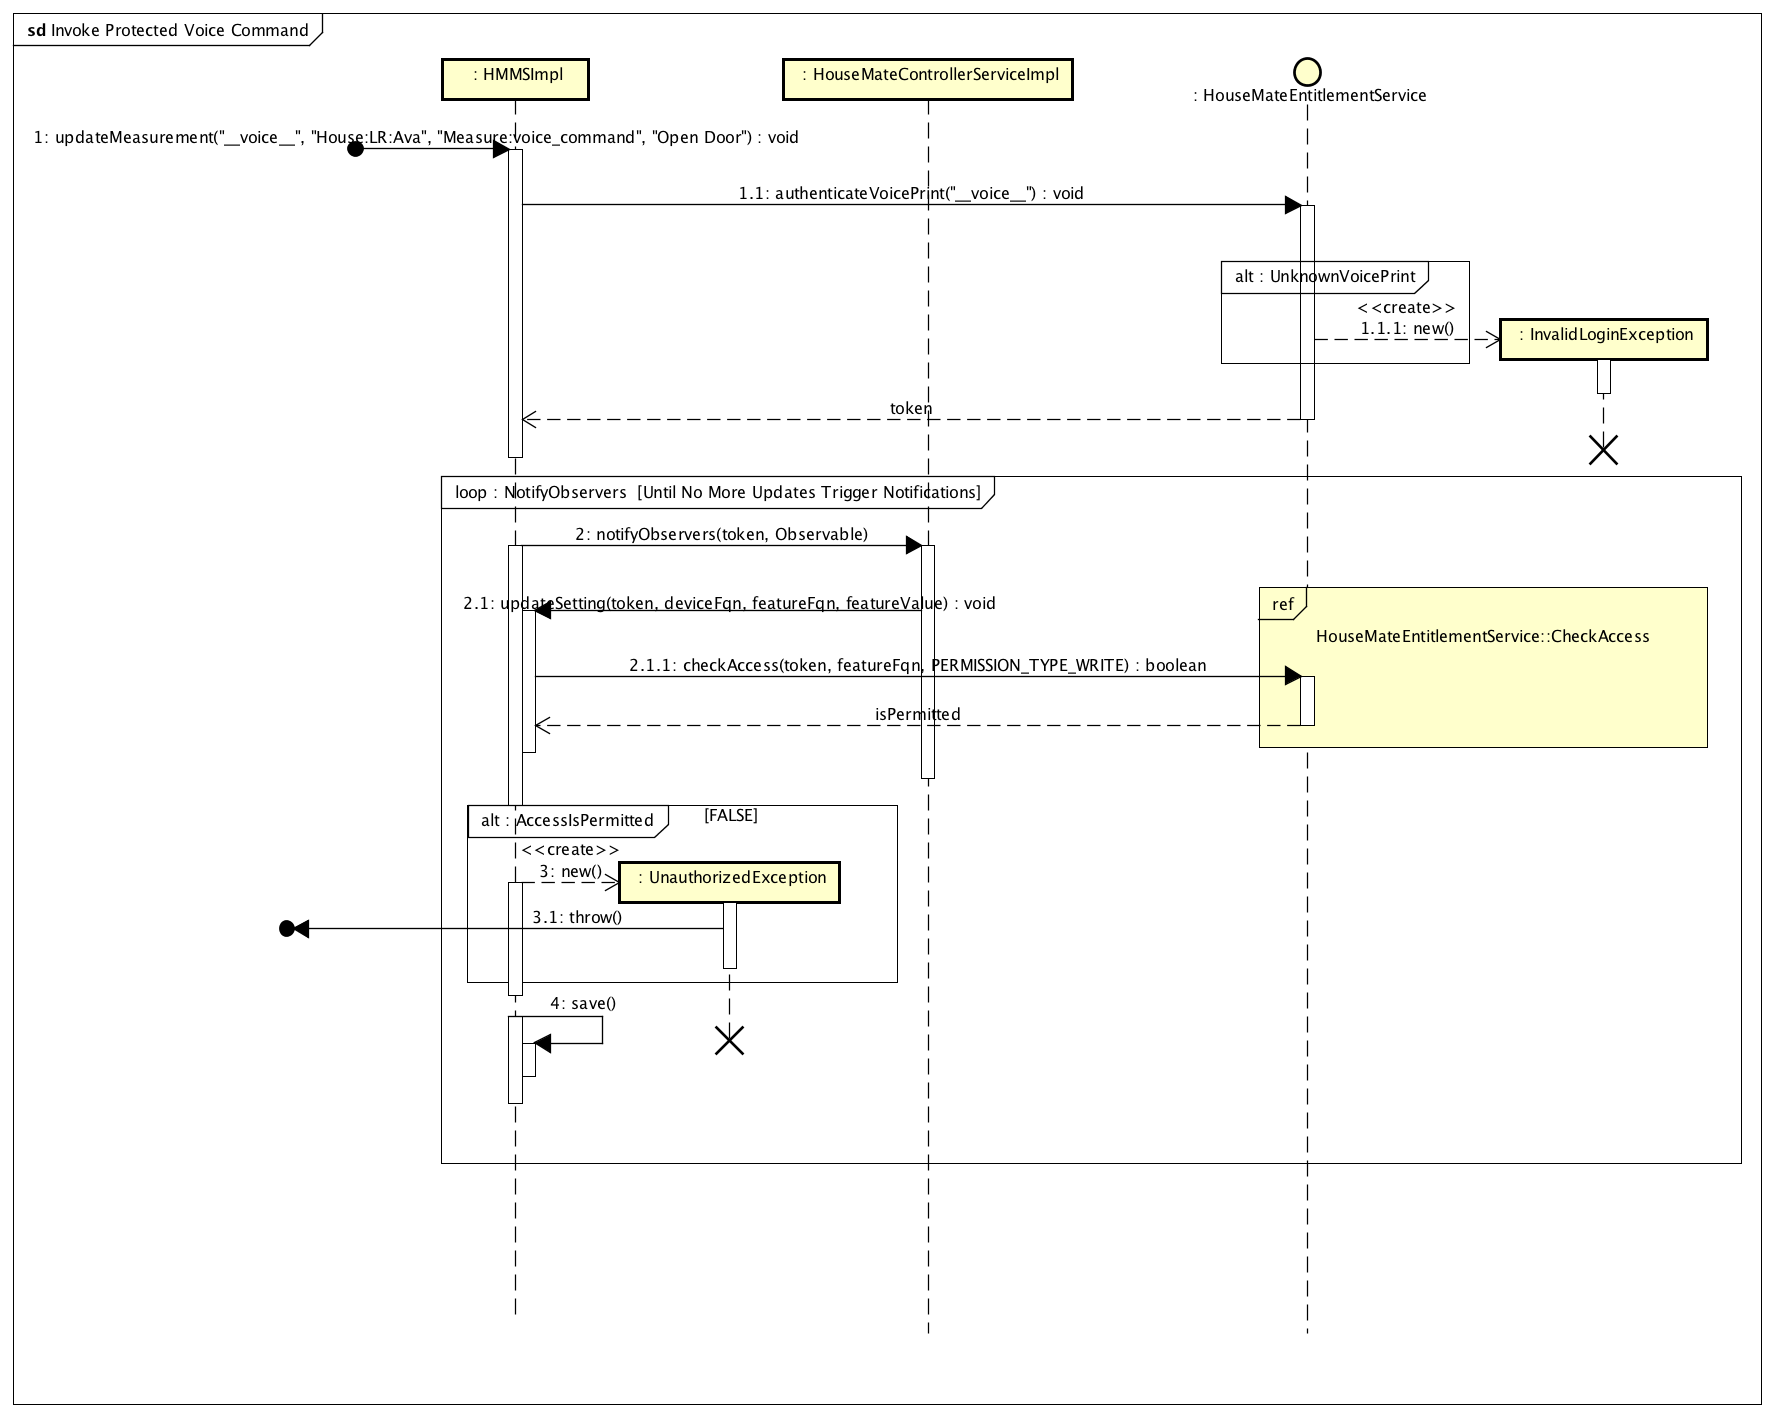 sd Invoke Protected Voice Command
: HMMSImpl
: HouseMateControllerServiceImpl
: HouseMateEntitlementService
1: updateMeasurement("__voice__", "House:LR:Ava", "Measure:voice_command", "Open Door") : void
1.1: authenticateVoicePrint("__voice__") : void
alt : UnknownVoicePrint
<<create>>
1.1.1: new()
: InvalidLoginException
token
loop : NotifyObservers [Until No More Updates Trigger Notifications]
2: notifyObservers(token, Observable)
2.1: updateSetting(token, deviceFqn, featureFqn, featureValue) : void
ref
HouseMateEntitlementService::CheckAccess
2.1.1: checkAccess(token, featureFqn, PERMISSION_TYPE_WRITE) : boolean
isPermitted
alt : AccessIsPermitted
[FALSE]
<<create>>
3: new()
: UnauthorizedException
3.1: throw()
4: save()